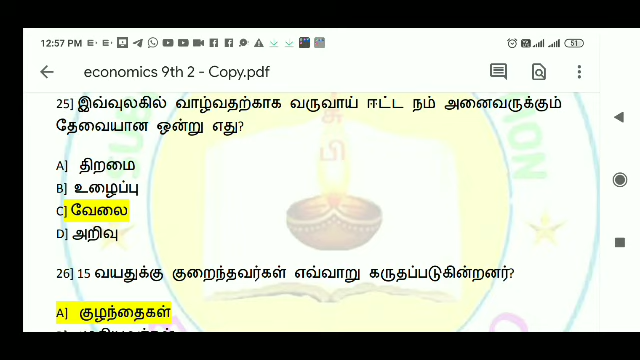 12:57 PM
51
economics 9th 2 - Copy.pdf
25] இவ்வுலகில் வாழ்வதற்காக வருவாய் ஈட்ட நம் அனைவருக்கும்
தேவையான ஒன்று எது?
A] திறமை
B] உழைப்பு
C] வேலை
D] அறிவு
26] 15 வயதுக்கு குறைந்தவர்கள் எவ்வாறு கருதப்படுகின்றனர்?
A] குழந்தைகள்